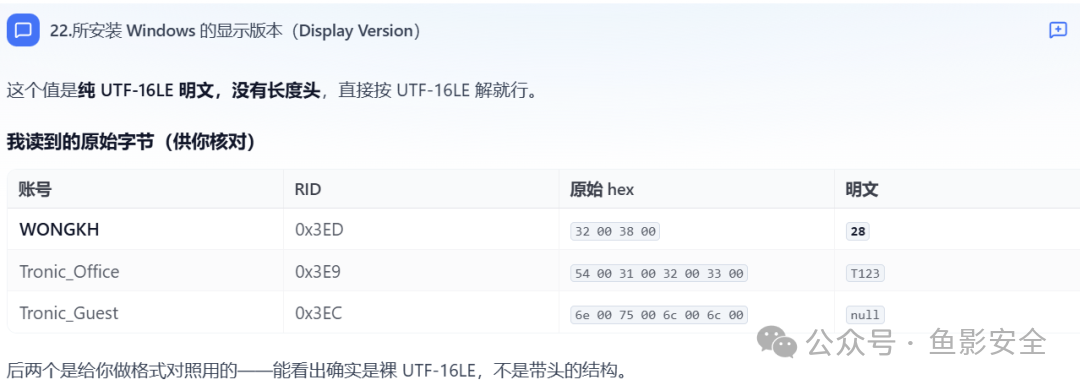 22.所安装 Windows 的显示版本（Display Version）
这个值是纯 UTF-16LE 明文，没有长度头，直接按 UTF-16LE 解就行。
我读到的原始字节（供你核对）
账号 RID 原始 hex 明文
WONGKH 0x3ED 32 00 38 00 28
Tronic_Office 0x3E9 54 00 31 00 32 00 33 00 T123
Tronic_Guest 0x3EC 6e 00 75 00 6c 00 6c 00 null
公众号 · 鱼影安全
后两个是给你做格式对照用的——能看出确实是裸 UTF-16LE，不是带头的结构。